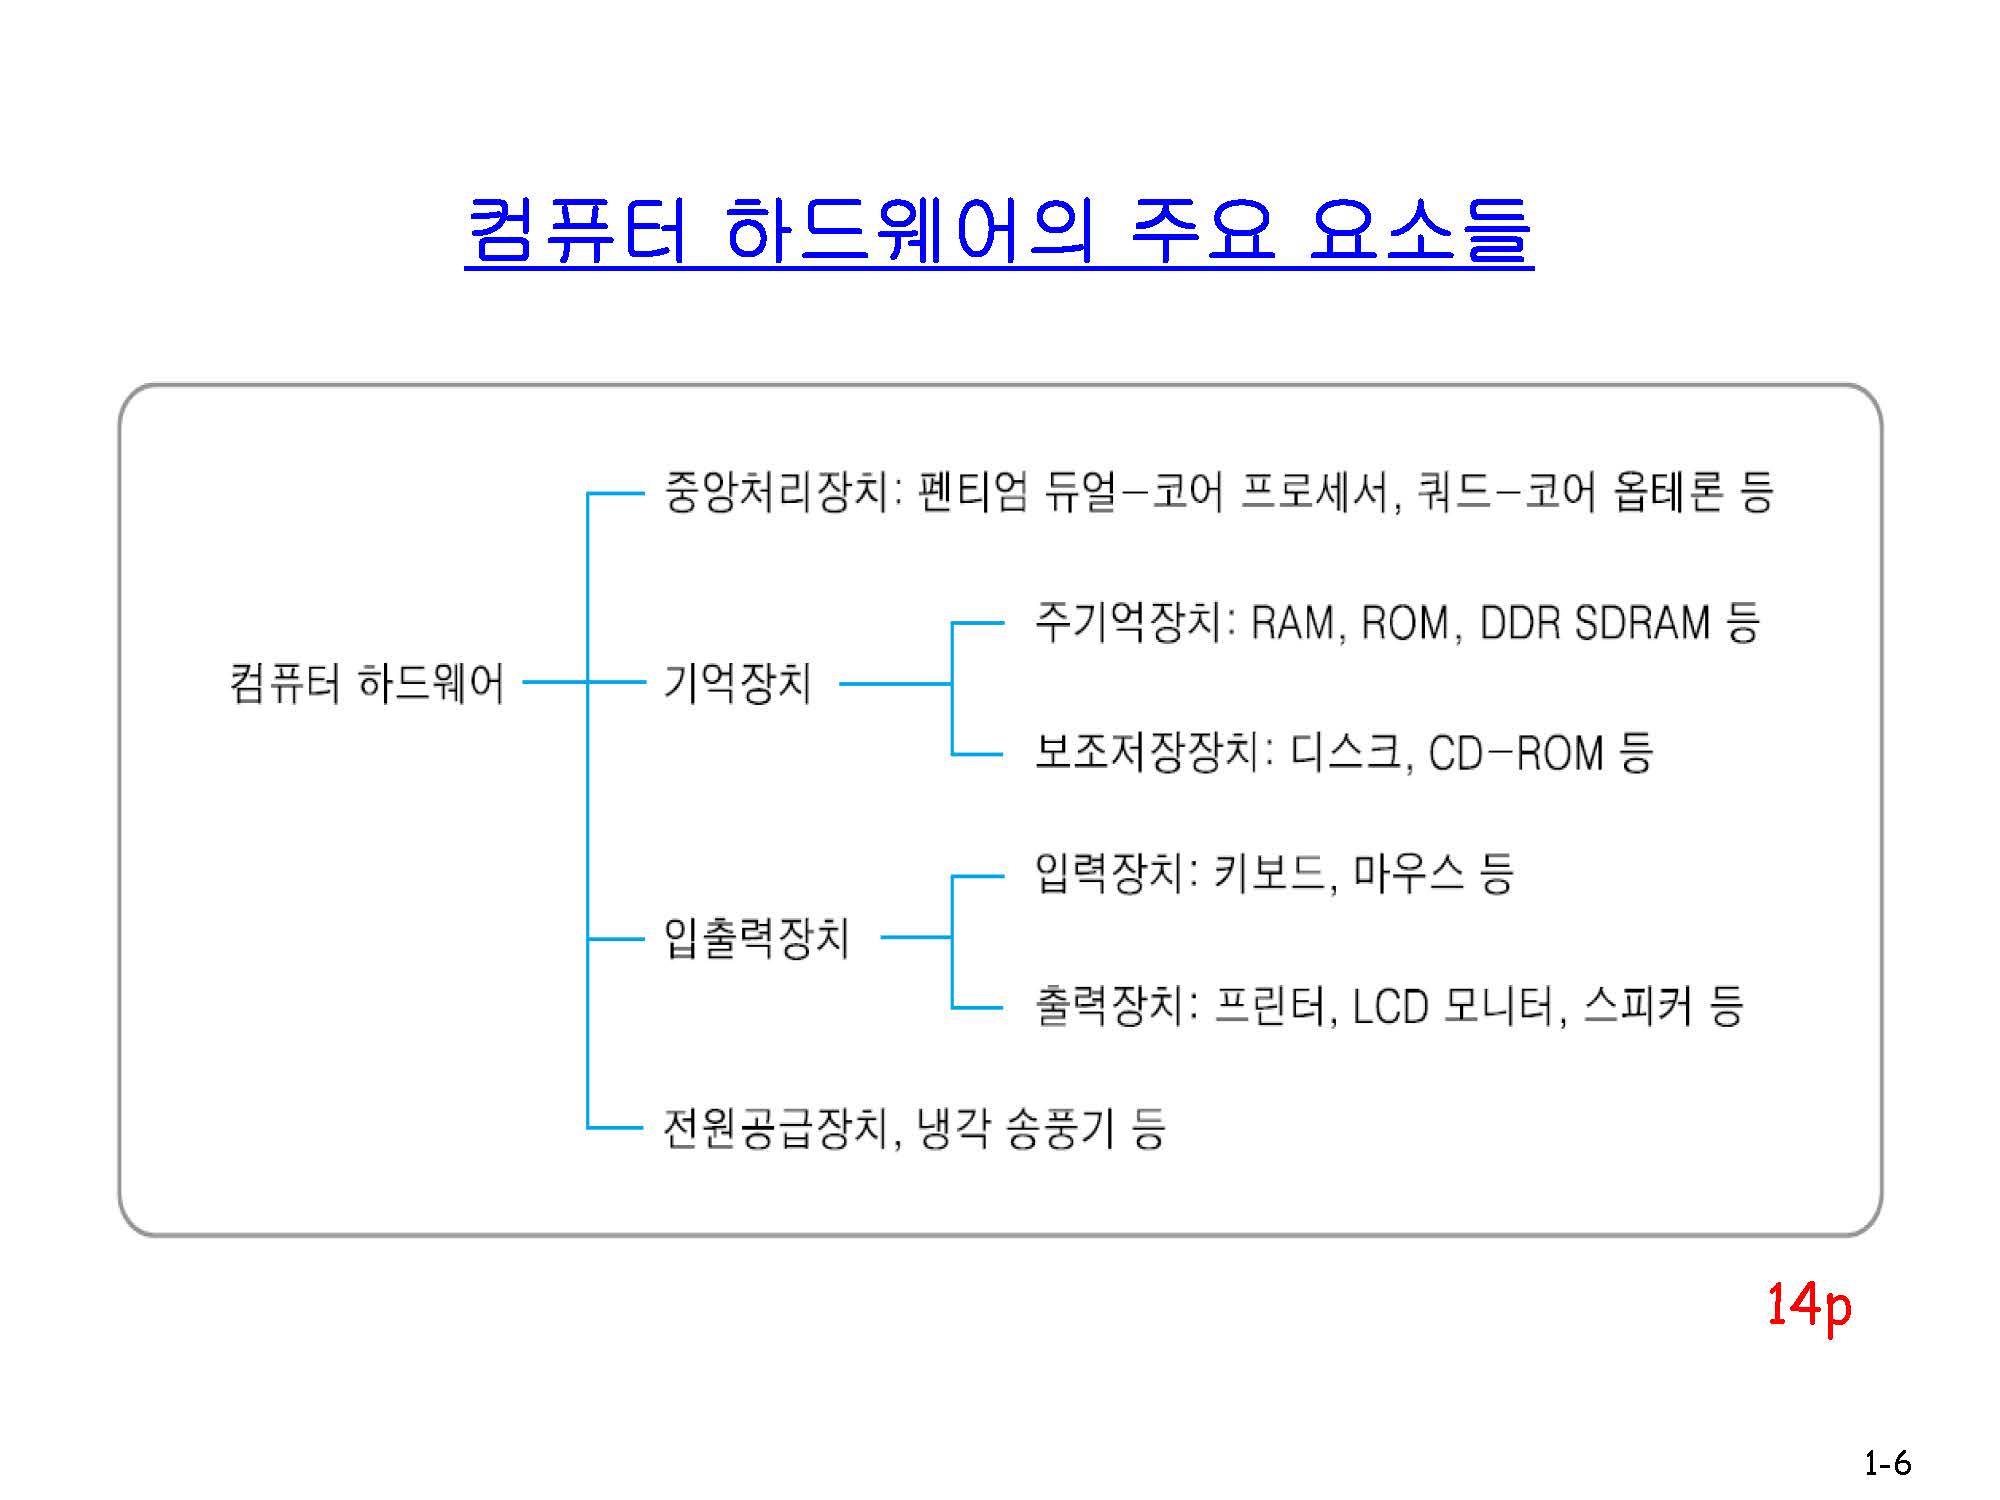 컴퓨터 하드웨어의 주요 요소들
중앙처리장치: 펜티엄 듀얼-코어 프로세서, 쿼드-코어 옵테론 등
주기억장치: RAM, ROM, DDR SDRAM 등
컴퓨터 하드웨어
기억장치
보조저장장치: 디스크, CD-ROM 등
입력장치: 키보드, 마우스 등
입출력장치
출력장치: 프린터, LCD 모니터, 스피커 등
전원공급장치, 냉각 송풍기 등
14p
1-6